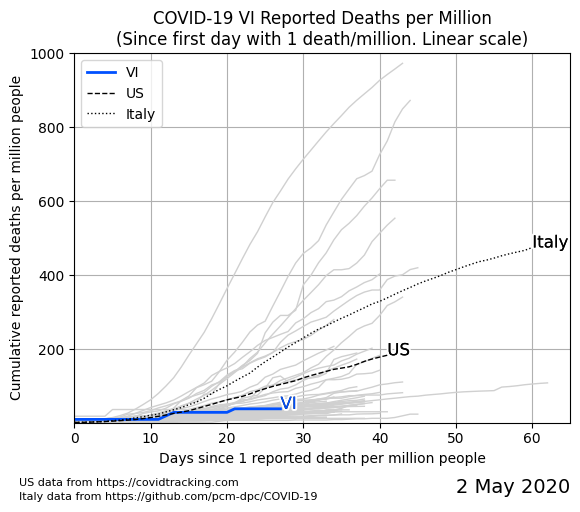 COVID-19 VI Reported Deaths per Million
(Since first day with 1 death/million. Linear scale)
Cumulative reported deaths per million people
1000
800
600
400
200
VI
US
Italy
Italy
US
VI
0
10
20
30
40
50
60
Days since 1 reported death per million people
US data from https://covidtracking.com
Italy data from https://github.com/pcm-dpc/COVID-19
2 May 2020